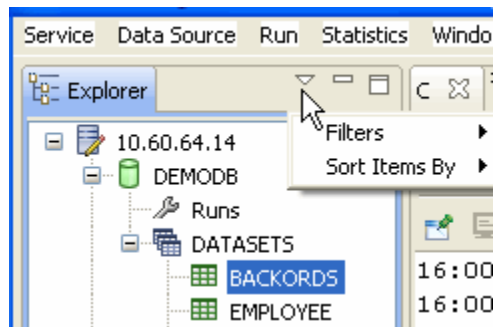 Service Data Source Run Statistics Windo
Explorer
C
Filters
Sort Items By
10.60.64.14
DEMODB
Runs
DATASETS
BACKORDS
EMPLOYEE
16:00
16:00